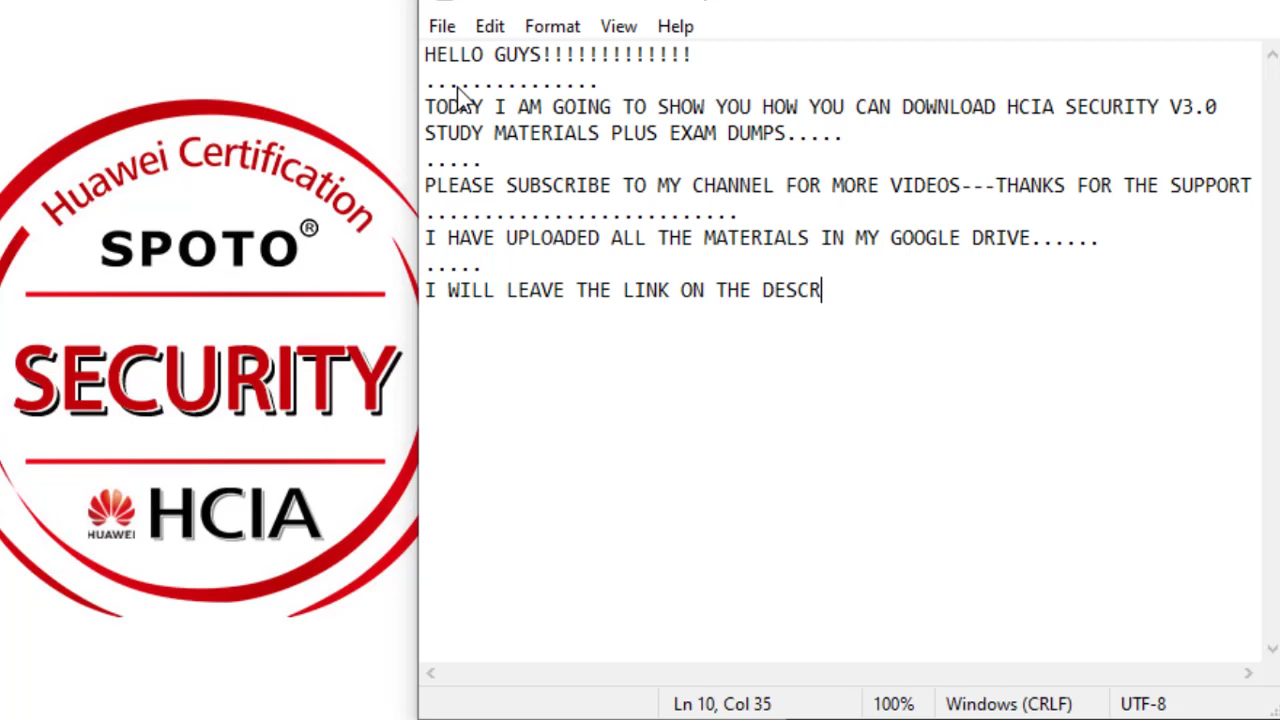 Huawei Certification
SPOTO®
SECURITY
HUAWEI HCIA
File Edit Format View Help
HELLO GUYS!!!!!!!!!!!!!
...............
TODAY I AM GOING TO SHOW YOU HOW YOU CAN DOWNLOAD HCIA SECURITY V3.0
STUDY MATERIALS PLUS EXAM DUMPS.....
.....
PLEASE SUBSCRIBE TO MY CHANNEL FOR MORE VIDEOS---THANKS FOR THE SUPPORT
...........................
I HAVE UPLOADED ALL THE MATERIALS IN MY GOOGLE DRIVE......
.....
I WILL LEAVE THE LINK ON THE DESCR
Ln 10, Col 35 100% Windows (CRLF) UTF-8